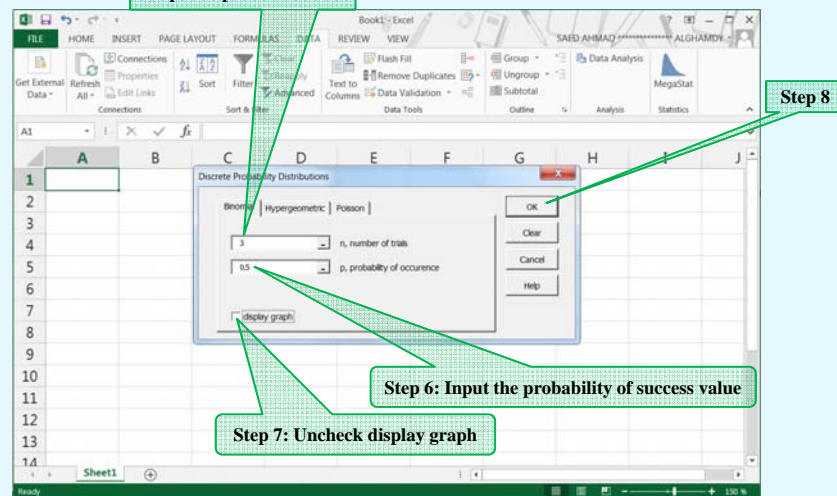 Book1 - Excel
SAEED AHMAD ************** ALGHAMDY
FILE HOME INSERT PAGE LAYOUT FORMULAS DATA REVIEW VIEW
Get External Data
Refresh All
Connections
Properties
Edit Links
Connections
Sort
Filter
Clear
Reapply
Advanced
Sort & Filter
Text to Columns
Flash Fill
Remove Duplicates
Data Validation
Data Tools
Group
Ungroup
Subtotal
Outline
Data Analysis
Analysis
MegaStat
Statistics
Step 8
A1 fx
A B C D E F G H I J
1
2
3
4
5
6
7
8
9
10
11
12
13
14
Discrete Probability Distributions
Binomial Hypergeometric Poisson
3 n, number of trials
0.5 p, probability of occurence
display graph
OK
Clear
Cancel
Help
Step 6: Input the probability of success value
Step 7: Uncheck display graph
Sheet1
Ready
150 %